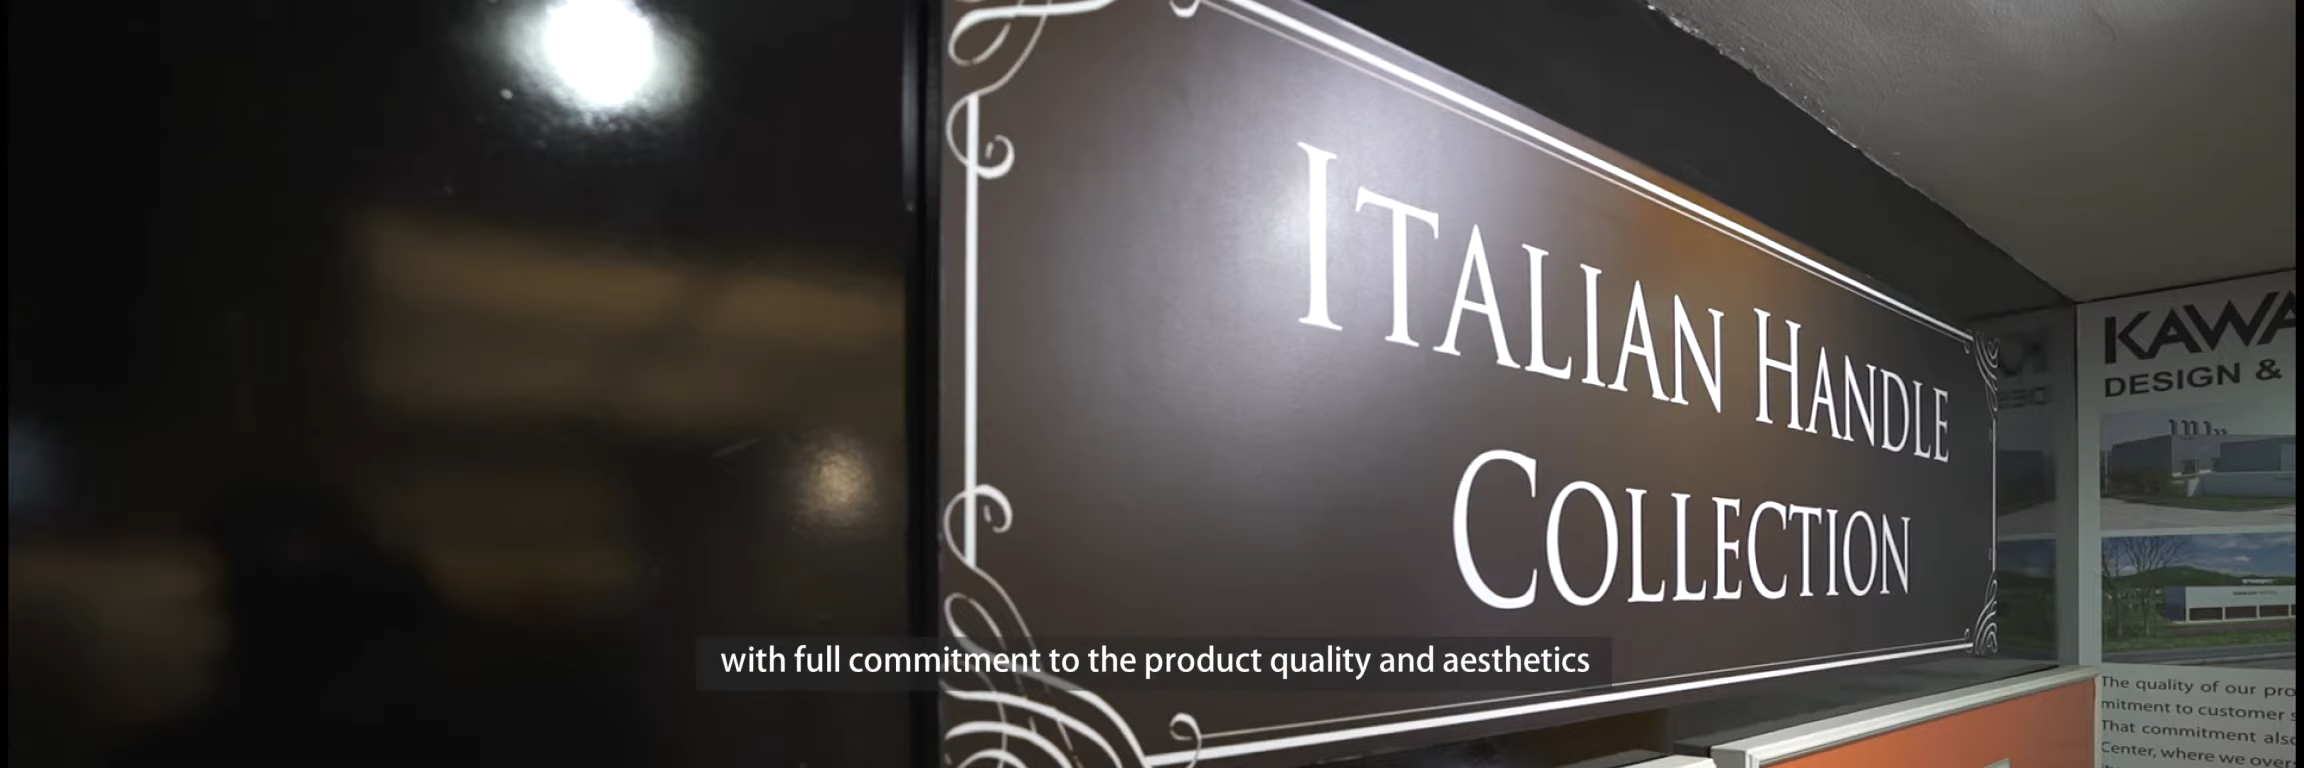 ITALIAN HANDLE
COLLECTION
KAWA
DESIGN &
with full commitment to the product quality and aesthetics
The quality of our pro
mitment to customer s
That commitment also
Center, where we overs